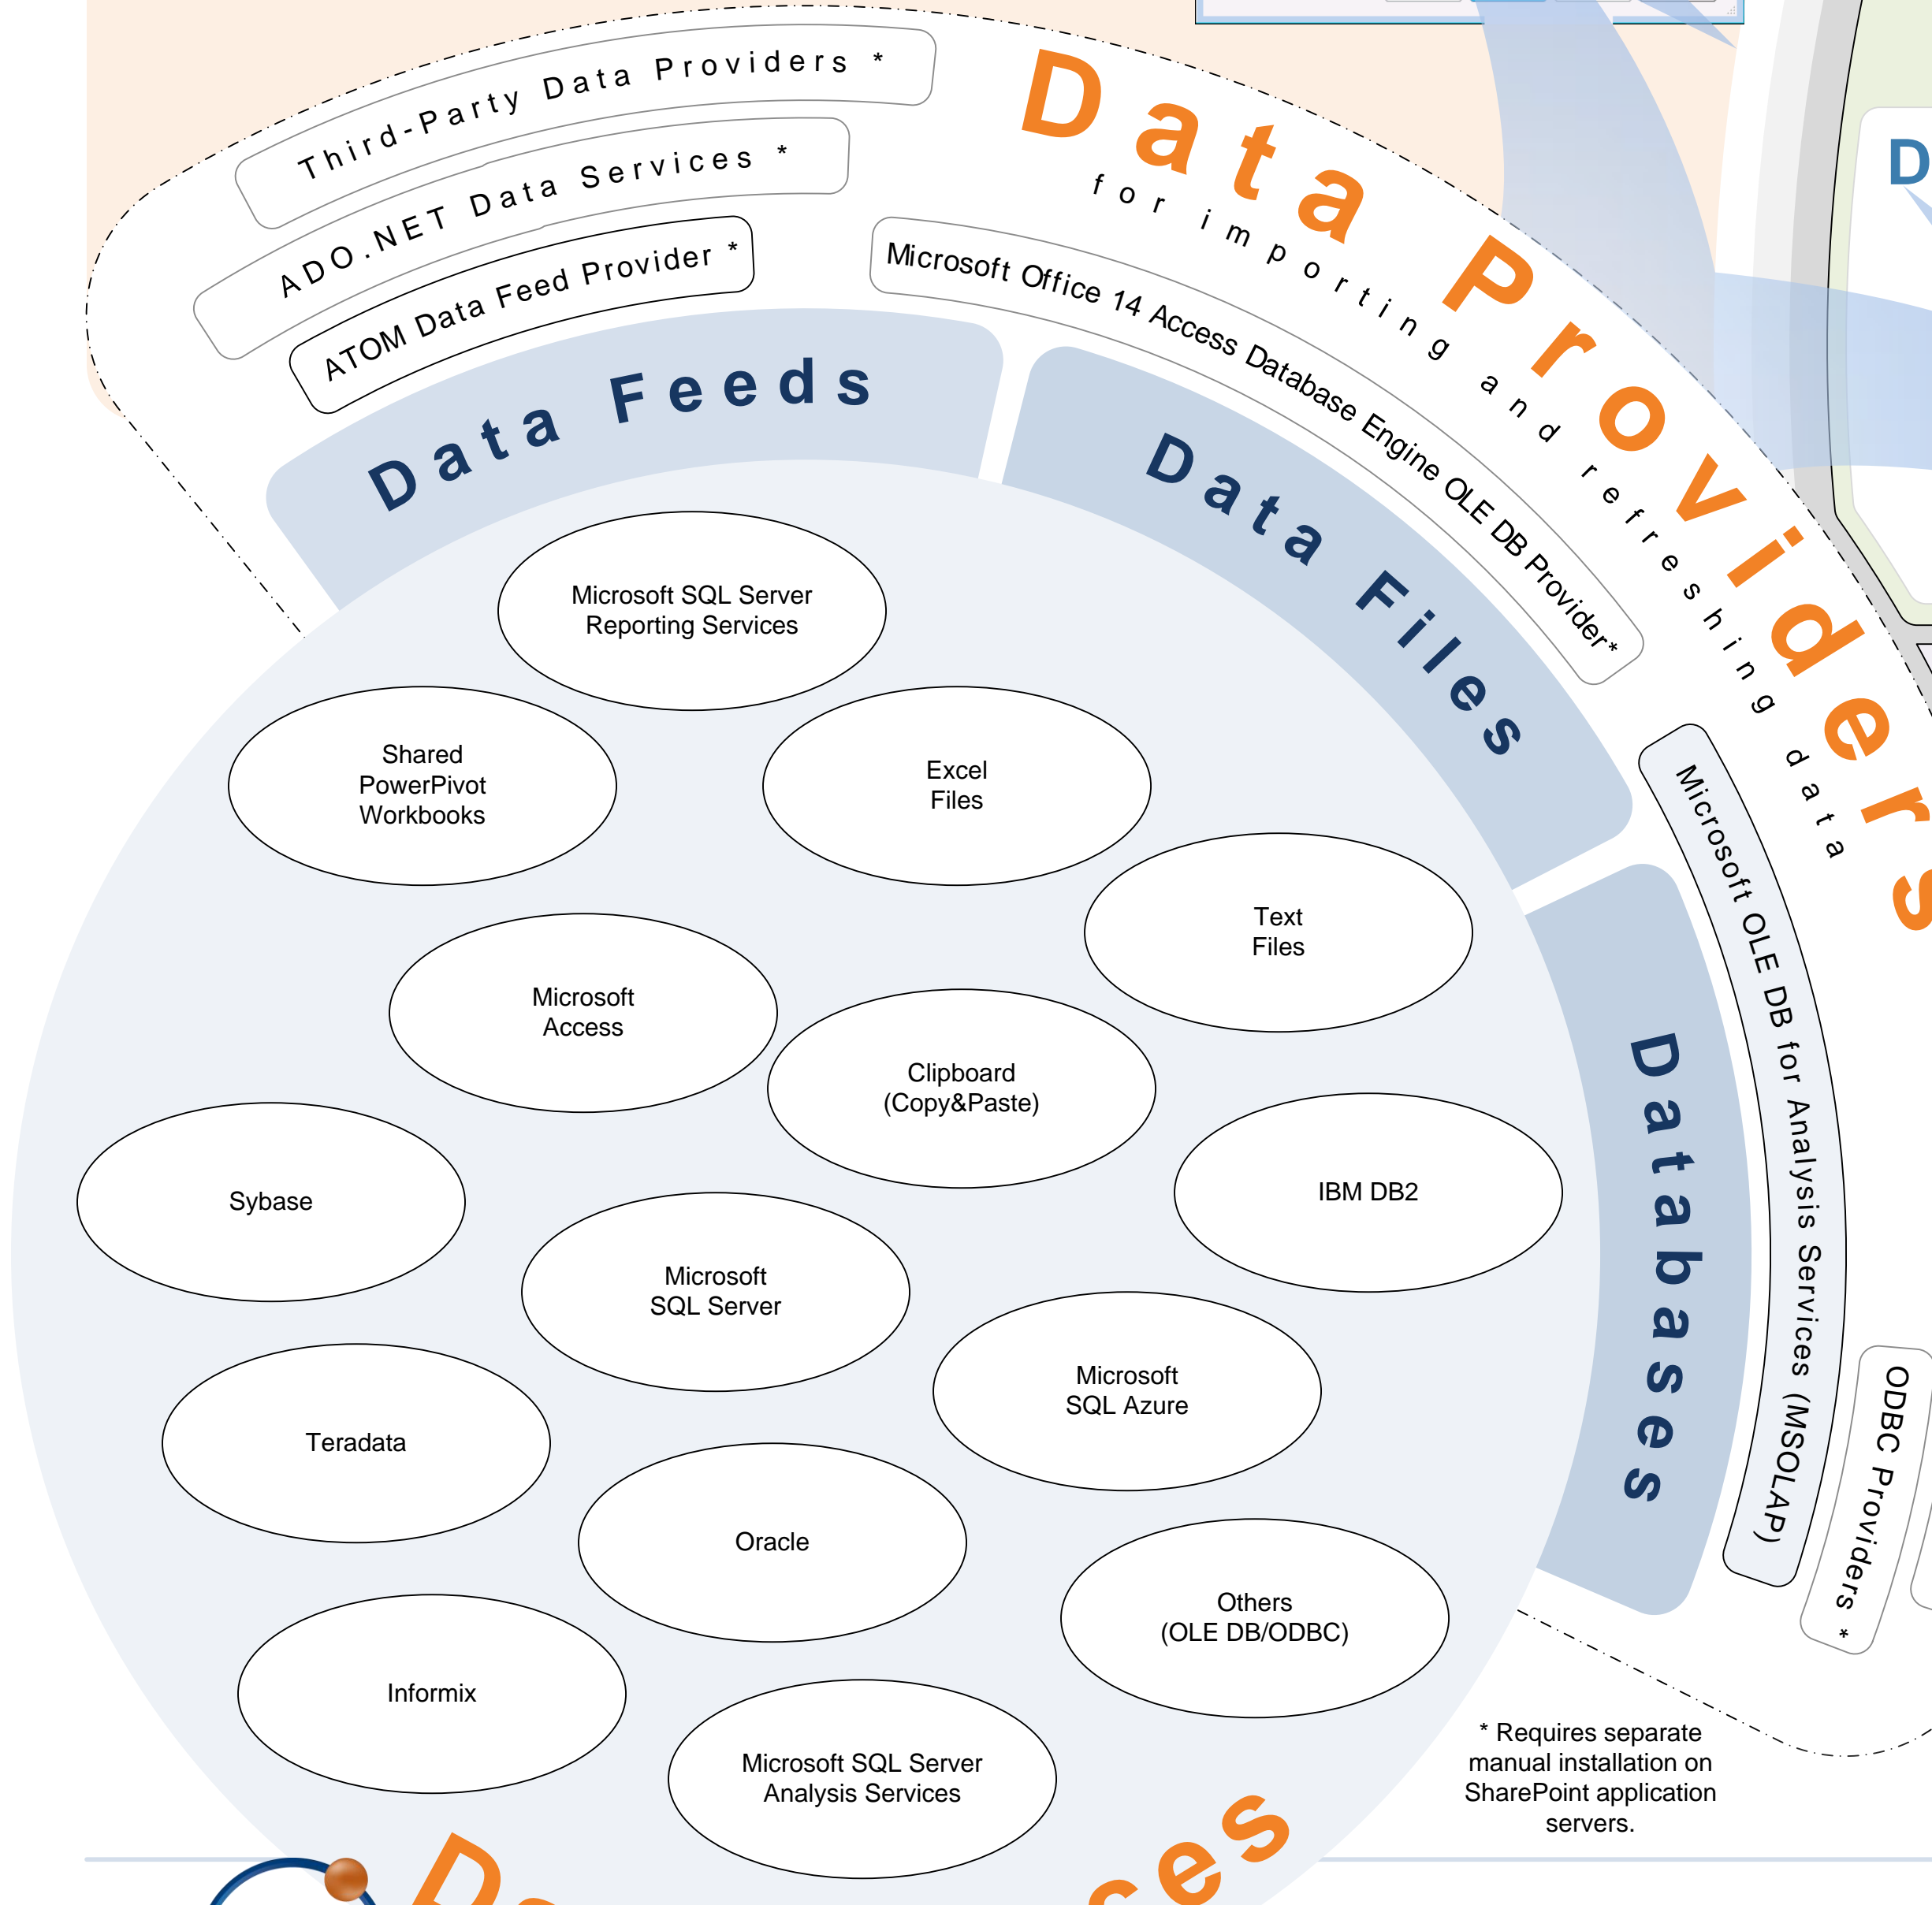 Third-Party Data Providers *
ADO.NET Data Services *
ATOM Data Feed Provider *
Data Providers
for importing and refreshing data
Microsoft Office 14 Access Database Engine OLE DB Provider*
Data Feeds
Data Files
Databases
Microsoft OLE DB for Analysis Services (MSOLAP)
ODBC Providers *
D
Microsoft SQL Server
Reporting Services
Shared
PowerPivot
Workbooks
Excel
Files
Text
Files
Microsoft
Access
Clipboard
(Copy&Paste)
Sybase
IBM DB2
Microsoft
SQL Server
Microsoft
SQL Azure
Teradata
Oracle
Others
(OLE DB/ODBC)
Informix
Microsoft SQL Server
Analysis Services
* Requires separate
manual installation on
SharePoint application
servers.